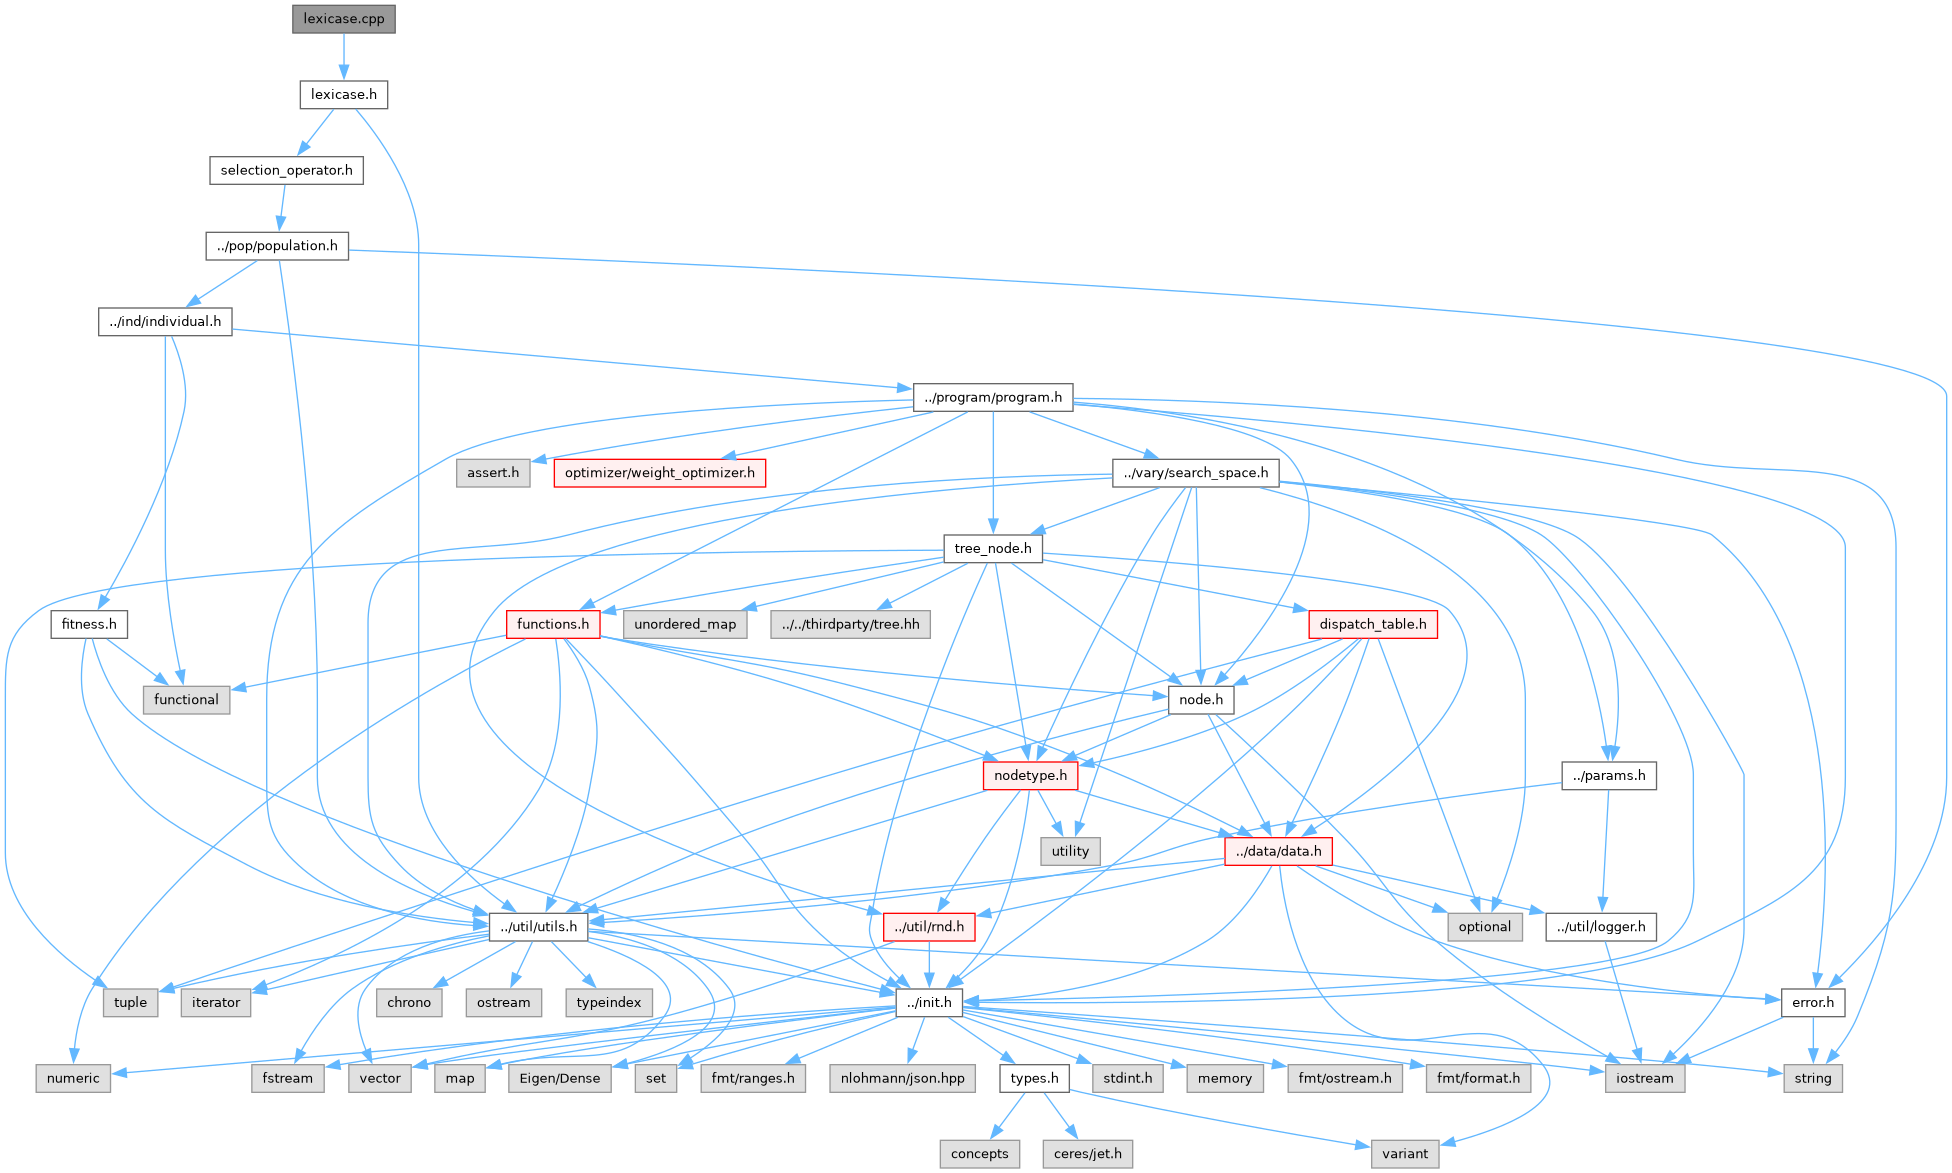 lexicase.cpp
lexicase.h
selection_operator.h
../pop/population.h
../ind/individual.h
../program/program.h
assert.h
optimizer/weight_optimizer.h
../vary/search_space.h
tree_node.h
fitness.h
functions.h
unordered_map
../../thirdparty/tree.hh
dispatch_table.h
functional
node.h
nodetype.h
../params.h
utility
../data/data.h
../util/utils.h
../util/rnd.h
optional
../util/logger.h
tuple
iterator
chrono
ostream
typeindex
../init.h
error.h
numeric
fstream
vector
map
Eigen/Dense
set
fmt/ranges.h
nlohmann/json.hpp
types.h
stdint.h
memory
fmt/ostream.h
fmt/format.h
iostream
string
concepts
ceres/jet.h
variant